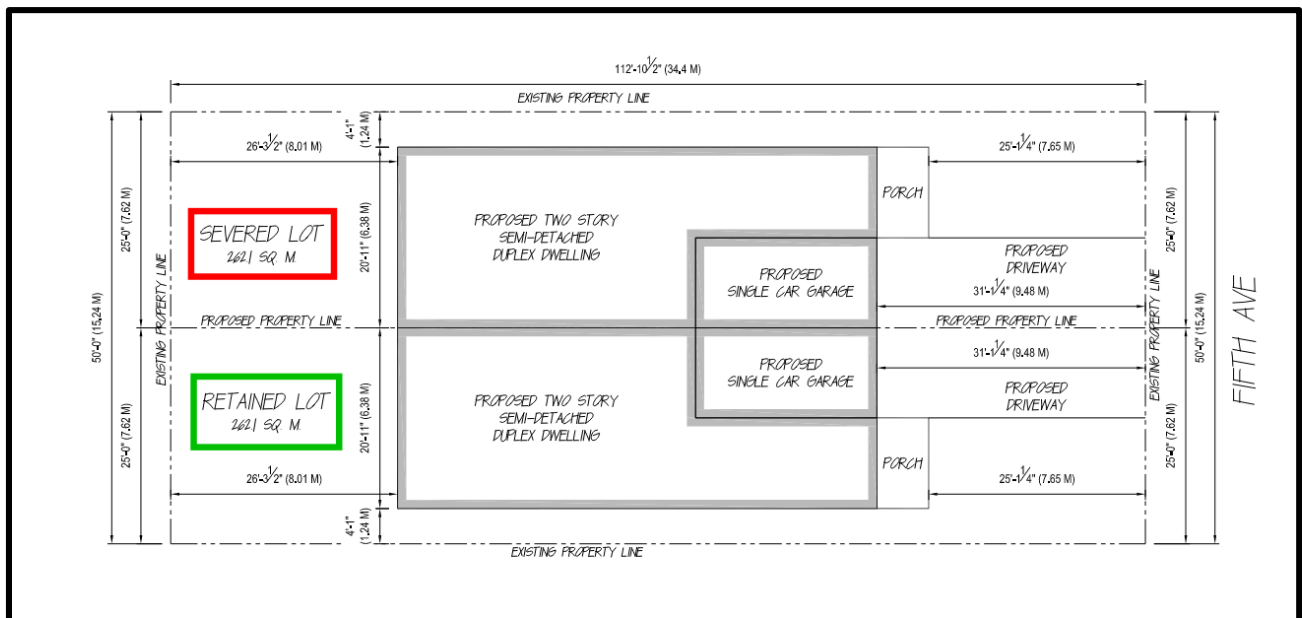 112'-10 1/2" (34.4 M)
EXISTING PROPERTY LINE
4'-1"
(1.24 M)
26'-3 1/2" (8.01 M)
25'-1/4" (7.65 M)
PORCH
25'-0" (7.62 M)
20'-11" (6.38 M)
25'-0" (7.62 M)
SEVERED LOT
2621 SQ. M.
PROPOSED TWO STORY
SEMI-DETACHED
DUPLEX DWELLING
PROPOSED
SINGLE CAR GARAGE
PROPOSED
DRIVEWAY
31'-1/4" (9.48 M)
50'-0" (15.24 M)
EXISTING PROPERTY LINE
PROPOSED PROPERTY LINE
PROPOSED PROPERTY LINE
EXISTING PROPERTY LINE
50'-0" (15.24 M)
FIFTH AVE
31'-1/4" (9.48 M)
RETAINED LOT
2621 SQ. M.
PROPOSED TWO STORY
SEMI-DETACHED
DUPLEX DWELLING
PROPOSED
SINGLE CAR GARAGE
PROPOSED
DRIVEWAY
25'-0" (7.62 M)
20'-11" (6.38 M)
25'-0" (7.62 M)
PORCH
26'-3 1/2" (8.01 M)
25'-1/4" (7.65 M)
4'-1"
(1.24 M)
EXISTING PROPERTY LINE